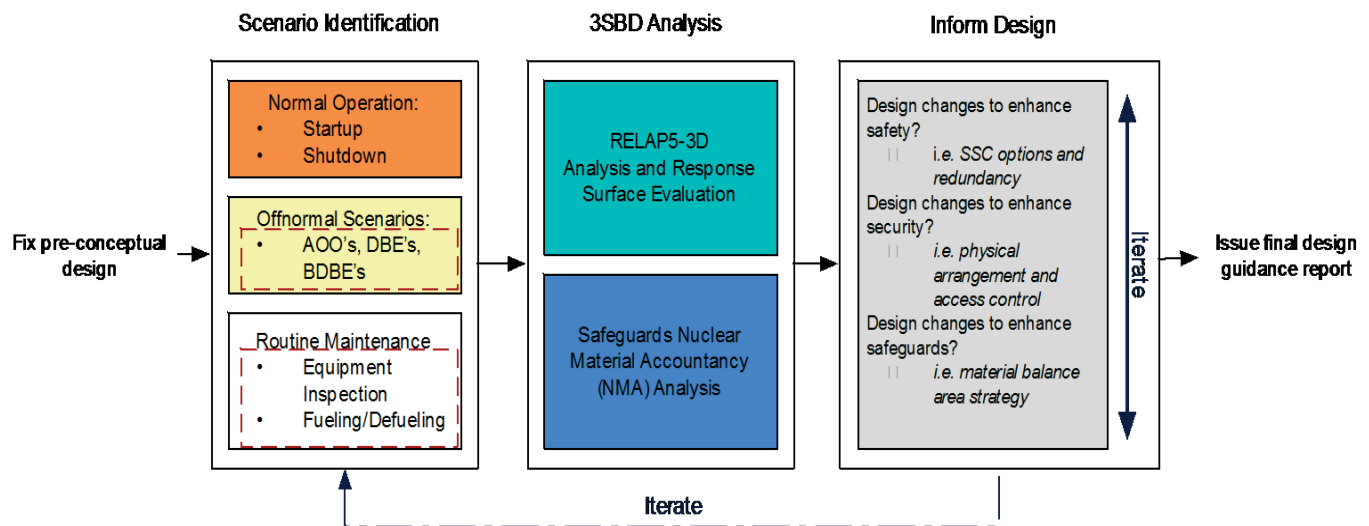 Scenario Identification
3SBD Analysis
Inform Design
Fix pre-conceptual
design
Normal Operation:
• Startup
• Shutdown
Offnormal Scenarios:
• AOO's, DBE's,
BDBE's
Routine Maintenance
• Equipment
Inspection
• Fueling/Defueling
RELAP5-3D
Analysis and Response
Surface Evaluation
Safeguards Nuclear
Material Accountancy
(NMA) Analysis
Design changes to enhance
safety?
i.e. SSC options and
redundancy
Design changes to enhance
security?
i.e. physical
arrangement and
access control
Design changes to enhance
safeguards?
i.e. material balance
area strategy
Iterate
Issue final design
guidance report
Iterate